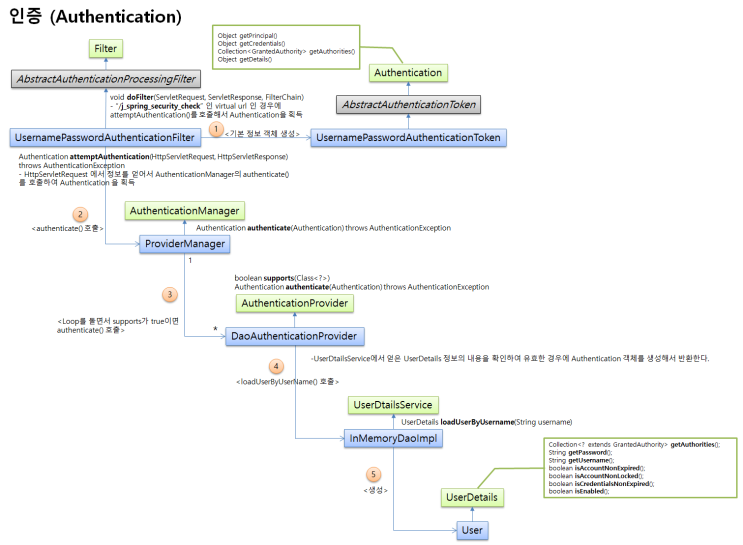 인증 (Authentication)
Object getPrincipal()
Object getCredentials()
Collection<GrantedAuthority> getAuthorities()
Object getDetails()
Filter
Authentication
AbstractAuthenticationProcessingFilter
AbstractAuthenticationToken
void doFilter(ServletRequest, ServletResponse, FilterChain)
- "/j_spring_security_check" 인 virtual url 인 경우에
attemptAuthentication()를 호출해서 Authentication을 획득
UsernamePasswordAuthenticationFilter
1
<기본 정보 객체 생성>
UsernamePasswordAuthenticationToken
Authentication attemptAuthentication(HttpServletRequest, HttpServletResponse)
throws AuthenticationException
- HttpServletRequest 에서 정보를 얻어서 AuthenticationManager의 authenticate()
를 호출하여 Authentication 을 획득
2
AuthenticationManager
<authenticate() 호출>
Authentication authenticate(Authentication) throws AuthenticationException
ProviderManager
1
boolean supports(Class<?>)
Authentication authenticate(Authentication) throws AuthenticationException
3
AuthenticationProvider
<Loop를 돌면서 supports가 true이면
authenticate() 호출>
*
DaoAuthenticationProvider
-UserDtailsService에서 얻은 UserDetails 정보의 내용을 확인하여 유효한 경우에 Authentication 객체를 생성해서 반환한다.
4
<loadUserByUserName() 호출>
UserDtailsService
UserDetails loadUserByUsername(String username)
InMemoryDaoImpl
Collection<? extends GrantedAuthority> getAuthorities();
String getPassword();
String getUsername();
boolean isAccountNonExpired();
boolean isAccountNonLocked();
boolean isCredentialsNonExpired();
boolean isEnabled();
5
<생성>
UserDetails
User